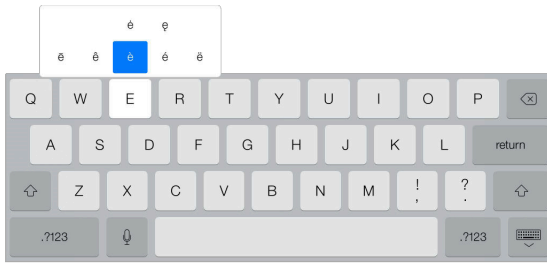 ė ę
ē ê è é ë
Q W E R T Y U I O P
A S D F G H J K L return
Z X C V B N M ! , ? .
.?123 .?123